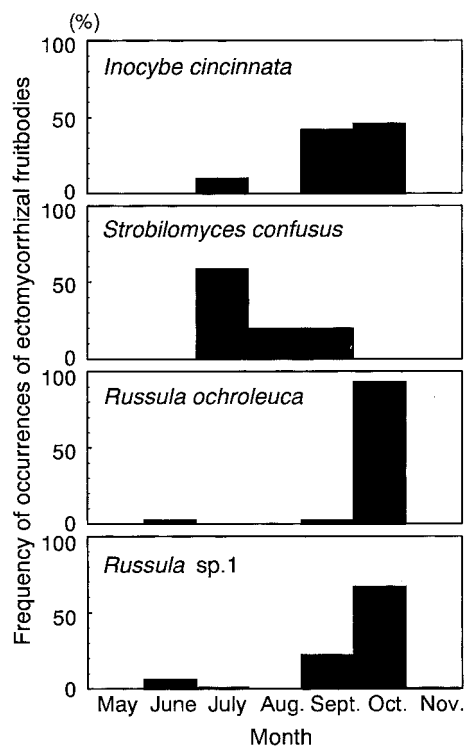 (%)
Frequency of occurrences of ectomycorrhizal fruitbodies
100
Inocybe cincinnata
50
0
100
Strobilomyces confusus
50
0
100
Russula ochroleuca
50
0
100
Russula sp.1
50
0
May June July Aug. Sept. Oct. Nov.
Month